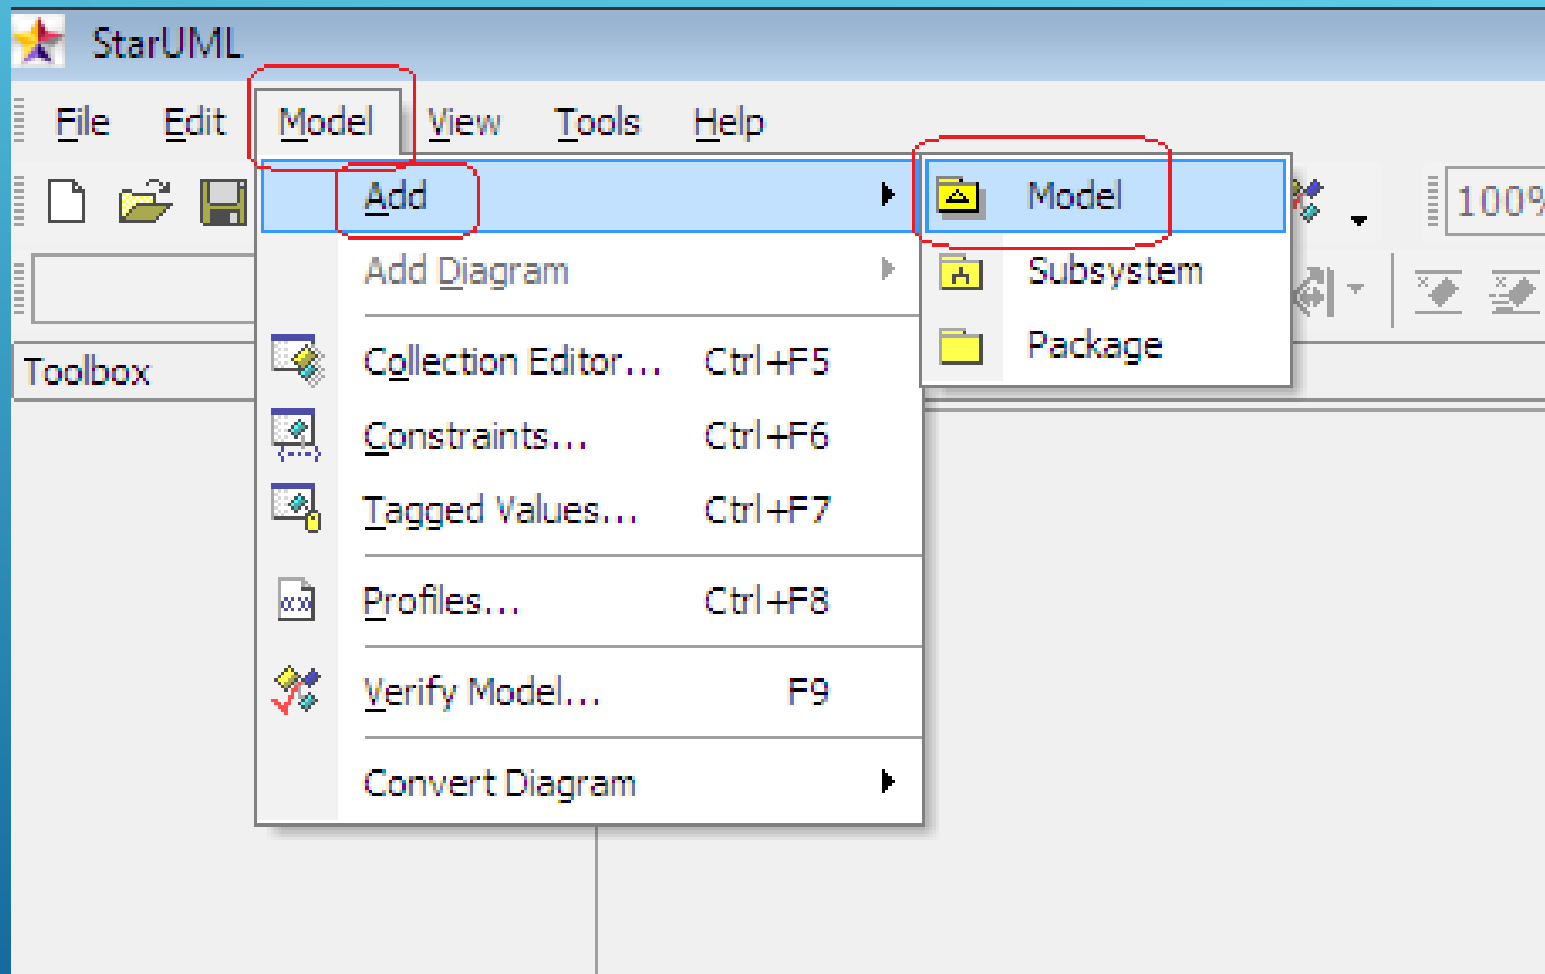 StarUML
File Edit Model View Tools Help
Add
Model
100%
Add Diagram
Subsystem
Package
Toolbox
Collection Editor... Ctrl+F5
Constraints... Ctrl+F6
Tagged Values... Ctrl+F7
Profiles... Ctrl+F8
Verify Model... F9
Convert Diagram